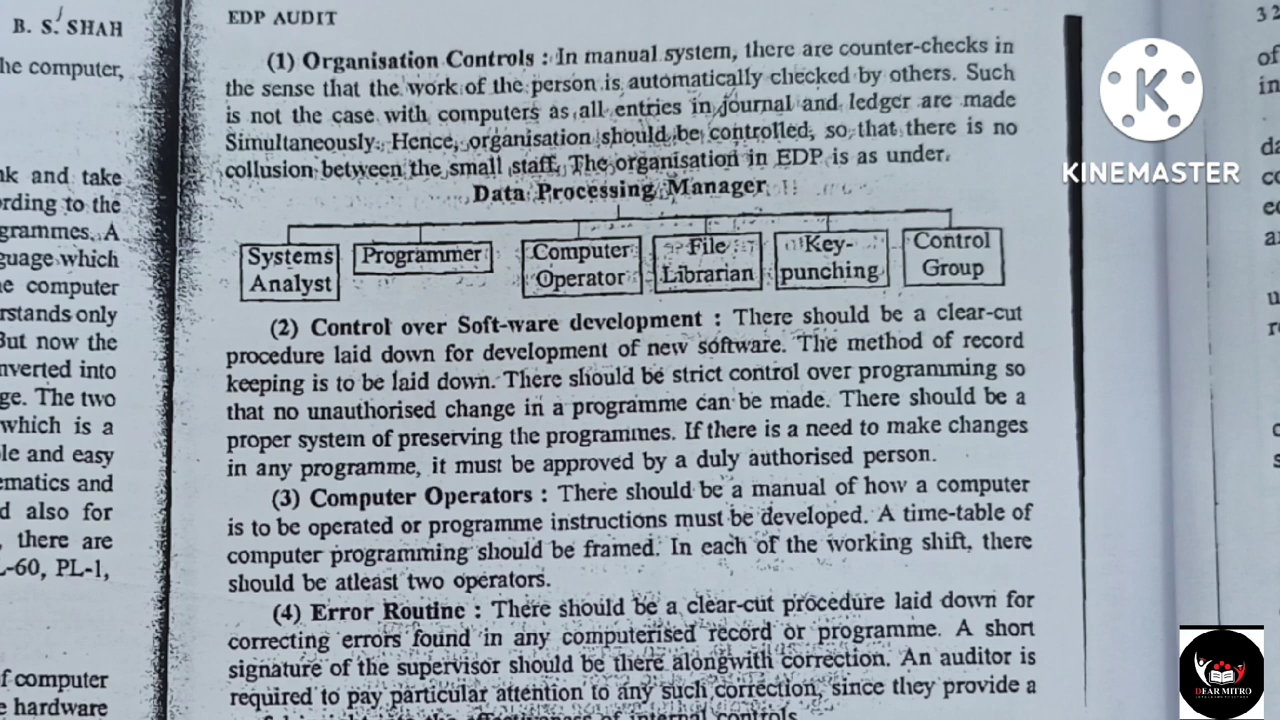 B. S. SHAH
he computer,
nk and take
ording to the
grammes. A
guage which
e computer
rstands only
But now the
nverted into
ge. The two
which is a
le and easy
ematics and
d also for
, there are
L-60, PL-1,
f computer
e hardware
EDP AUDIT
(1) Organisation Controls : In manual system, there are counter-checks in
the sense that the work of the person is automatically checked by others. Such
is not the case with computers as all entries in journal and ledger are made
Simultaneously. Hence, organisation should be controlled, so that there is no
collusion between the small staff. The organisation in EDP is as under.
Data Processing Manager
Systems
Analyst
Programmer
Computer
Operator
File
Librarian
Key-
punching
Control
Group
(2) Control over Soft-ware development : There should be a clear-cut
procedure laid down for development of new software. The method of record
keeping is to be laid down. There should be strict control over programming so
that no unauthorised change in a programme can be made. There should be a
proper system of preserving the programmes. If there is a need to make changes
in any programme, it must be approved by a duly authorised person.
(3) Computer Operators : There should be a manual of how a computer
is to be operated or programme instructions must be developed. A time-table of
computer programming should be framed. In each of the working shift, there
should be atleast two operators.
(4) Error Routine : There should be a clear-cut procedure laid down for
correcting errors found in any computerised record or programme. A short
signature of the supervisor should be there alongwith correction. An auditor is
required to pay particular attention to any such correction, since they provide a
effectiveness of internal controls.
32
of
in
K
KINEMASTER
DEAR MITRO